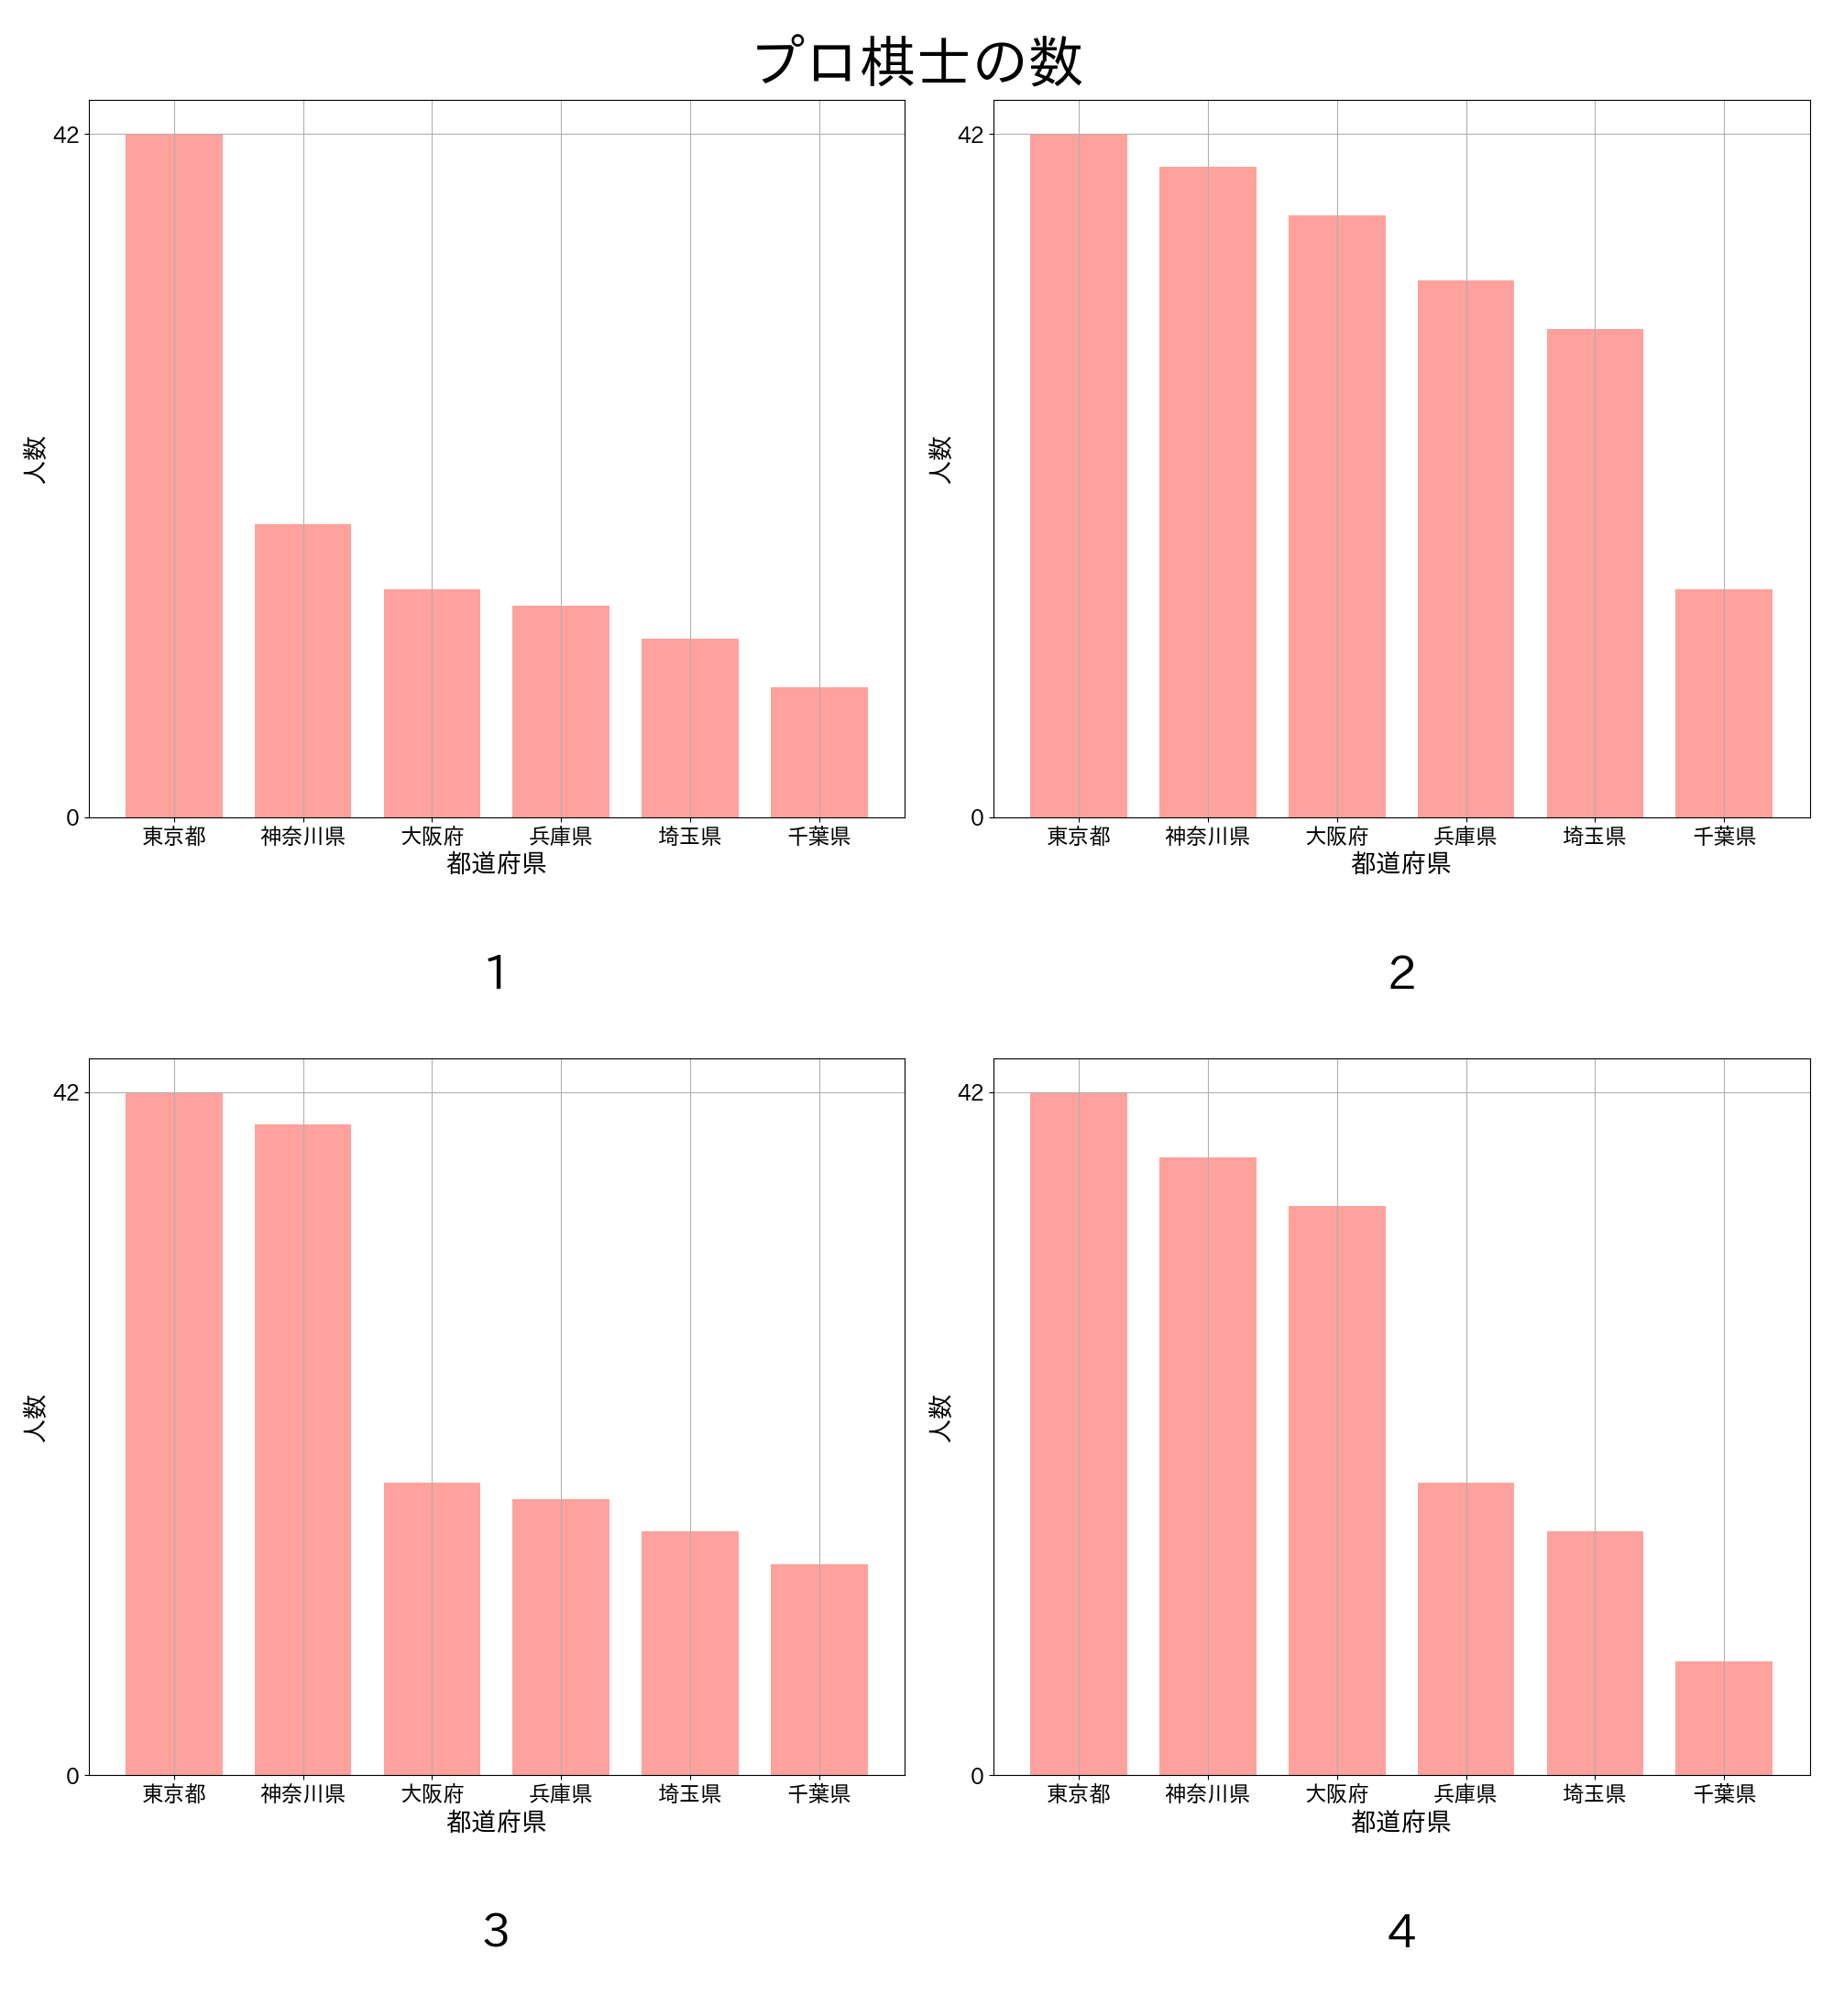 プロ棋士の数
42
0
人数
東京都 神奈川県 大阪府 兵庫県 埼玉県 千葉県
都道府県
1
42
0
人数
東京都 神奈川県 大阪府 兵庫県 埼玉県 千葉県
都道府県
2
42
0
人数
東京都 神奈川県 大阪府 兵庫県 埼玉県 千葉県
都道府県
3
42
0
人数
東京都 神奈川県 大阪府 兵庫県 埼玉県 千葉県
都道府県
4